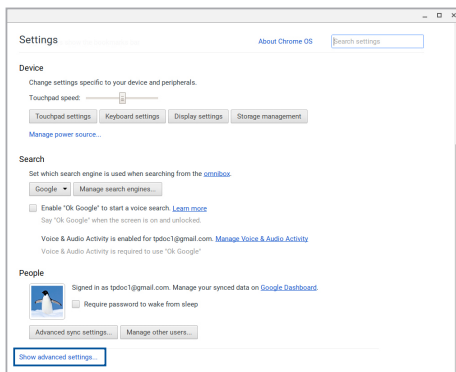 Settings
About Chrome OS
Search settings
Device
Change settings specific to your device and peripherals.
Touchpad speed:
Touchpad settings Keyboard settings Display settings Storage management
Manage power source...
Search
Set which search engine is used when searching from the omnibox.
Google Manage search engines...
Enable "Ok Google" to start a voice search. Learn more
Say "Ok Google" when the screen is on and unlocked.
Voice & Audio Activity is enabled for tpdoc1@gmail.com. Manage Voice & Audio Activity
Voice & Audio Activity is required to use "Ok Google"
People
Signed in as tpdoc1@gmail.com. Manage your synced data on Google Dashboard.
Require password to wake from sleep
Advanced sync settings... Manage other users...
Show advanced settings...